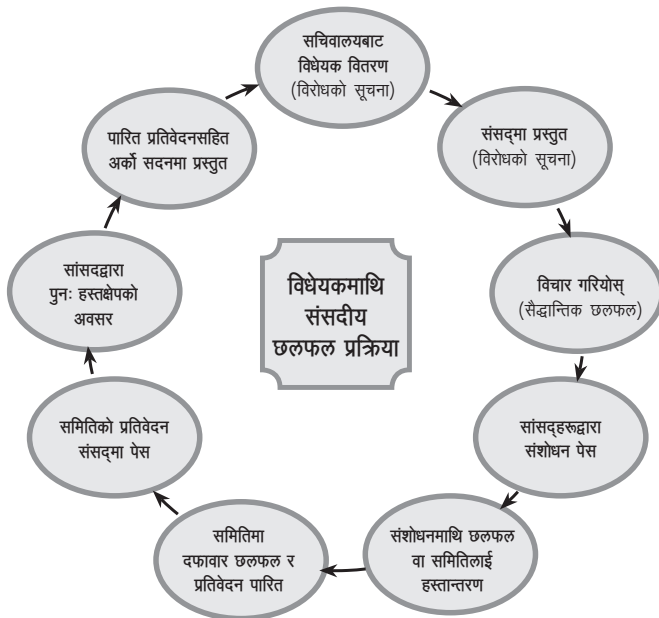 सचिवालयबाट
विधेयक वितरण
(विरोधको सूचना)
संसद्‌मा प्रस्तुत
(विरोधको सूचना)
विचार गरियोस्
(सैद्धान्तिक छलफल)
सांसद्हरूद्वारा
संशोधन पेस
संशोधनमाथि छलफल
वा समितिलाई
हस्तान्तरण
समितिमा
दफावार छलफल र
प्रतिवेदन पारित
समितिको प्रतिवेदन
संसद्‌मा पेस
सांसदद्वारा
पुनः हस्तक्षेपको
अवसर
पारित प्रतिवेदनसहित
अर्को सदनमा प्रस्तुत
विधेयकमाथि
संसदीय
छलफल प्रक्रिया